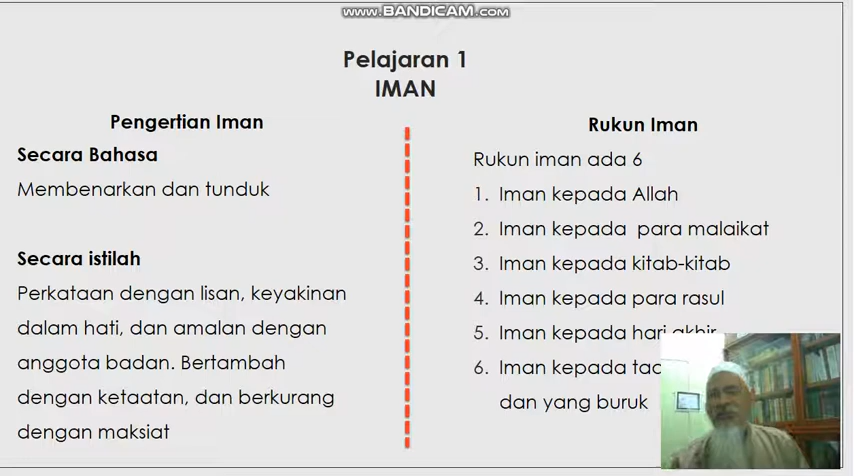 www.BANDICAM.com
Pelajaran 1
IMAN
Pengertian Iman
Secara Bahasa
Membenarkan dan tunduk
Secara istilah
Perkataan dengan lisan, keyakinan
dalam hati, dan amalan dengan
anggota badan. Bertambah
dengan ketaatan, dan berkurang
dengan maksiat
Rukun Iman
Rukun iman ada 6
1. Iman kepada Allah
2. Iman kepada para malaikat
3. Iman kepada kitab-kitab
4. Iman kepada para rasul
5. Iman kepada hari akhir
6. Iman kepada
dan yang buruk